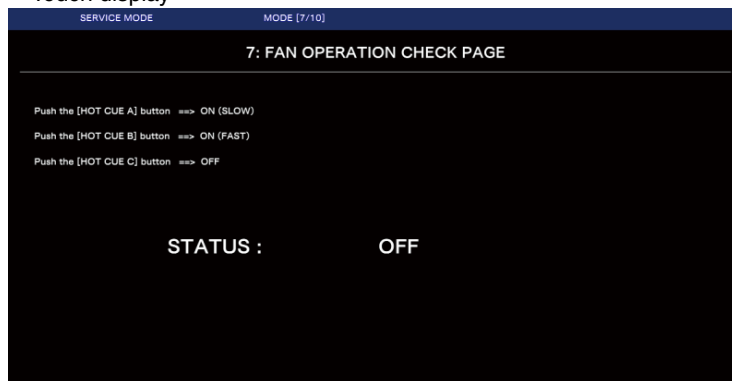 Touch display
SERVICE MODE MODE [7/10]
7: FAN OPERATION CHECK PAGE
Push the [HOT CUE A] button ==> ON (SLOW)
Push the [HOT CUE B] button ==> ON (FAST)
Push the [HOT CUE C] button ==> OFF
STATUS : OFF